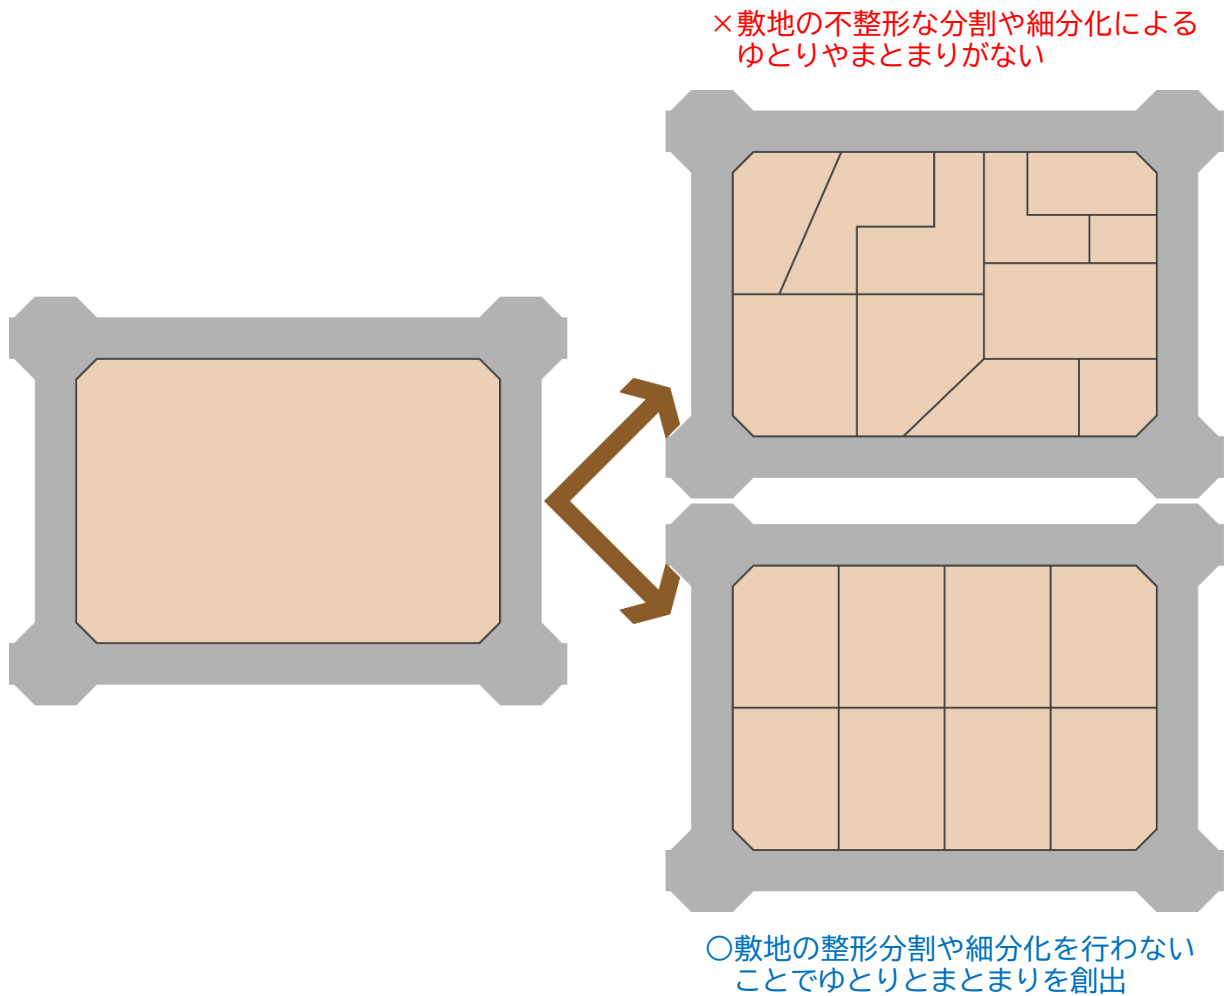 ×敷地の不整形な分割や細分化による
ゆとりやまとまりがない
○敷地の整形分割や細分化を行わない
ことでゆとりとまとまりを創出